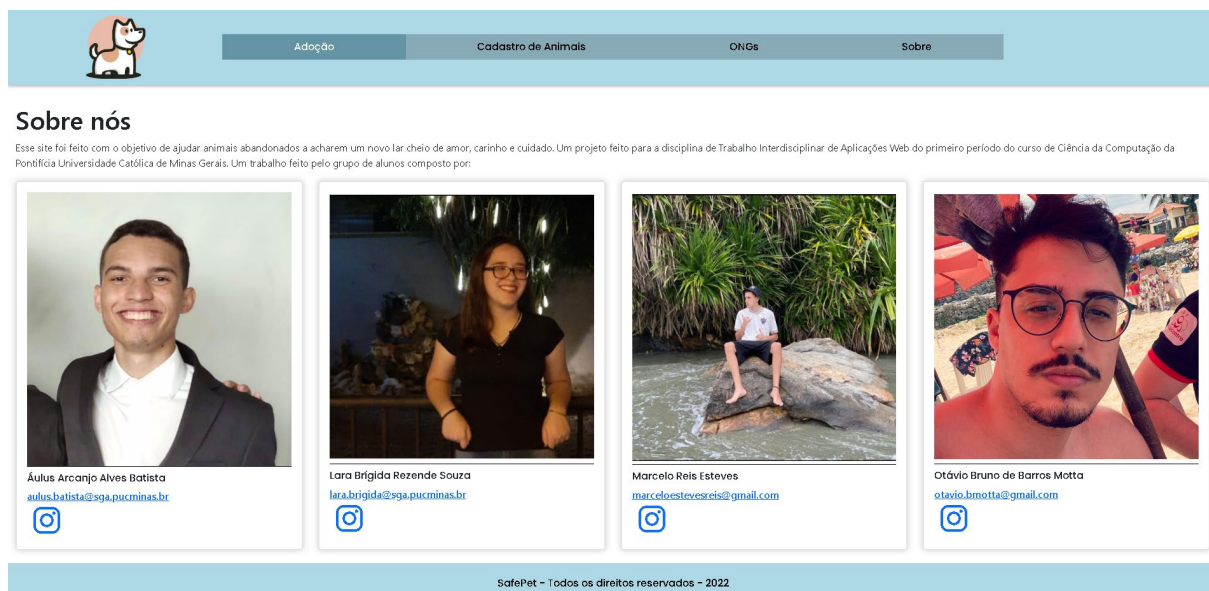 Adoção
Cadastro de Animais
ONGs
Sobre
Sobre nós
Esse site foi feito com o objetivo de ajudar animais abandonados a acharem um novo lar cheio de amor, carinho e cuidado. Um projeto feito para a disciplina de Trabalho Interdisciplinar de Aplicações Web do primeiro período do curso de Ciência da Computação da
Pontifícia Universidade Católica de Minas Gerais. Um trabalho feito pelo grupo de alunos composto por:
Áulus Arcanjo Alves Batista
aulus.batista@sga.pucminas.br
Lara Brígida Rezende Souza
lara.brigida@sga.pucminas.br
Marcelo Reis Esteves
marceloestevesreis@gmail.com
Otávio Bruno de Barros Motta
otavio.bmotta@gmail.com
SafePet - Todos os direitos reservados - 2022